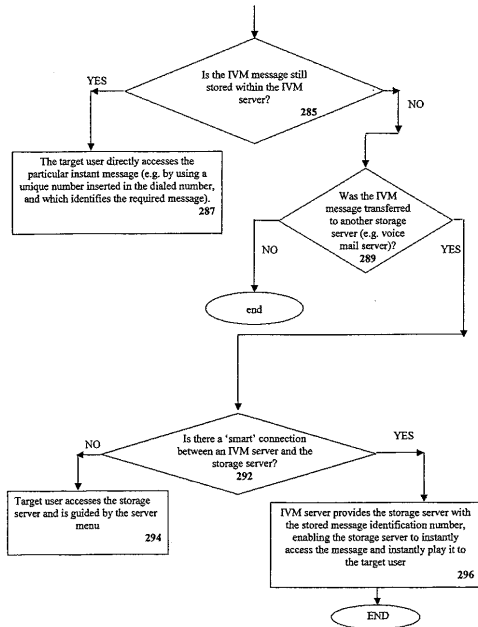 Is the IVM message still
stored within the IVM
server?
285
YES
NO
The target user directly accesses the
particular instant message (e.g. by using a
unique number inserted in the dialed number,
and which identifies the required message).
287
Was the IVM
message transferred
to another storage
server (e.g. voice
mail server)?
289
NO
YES
end
Is there a 'smart' connection
between an IVM server and the
storage server?
292
NO
YES
Target user accesses the storage
server and is guided by the server
menu
294
IVM server provides the storage server with
the stored message identification number,
enabling the storage server to instantly
access the message and instantly play it to
the target user
296
END